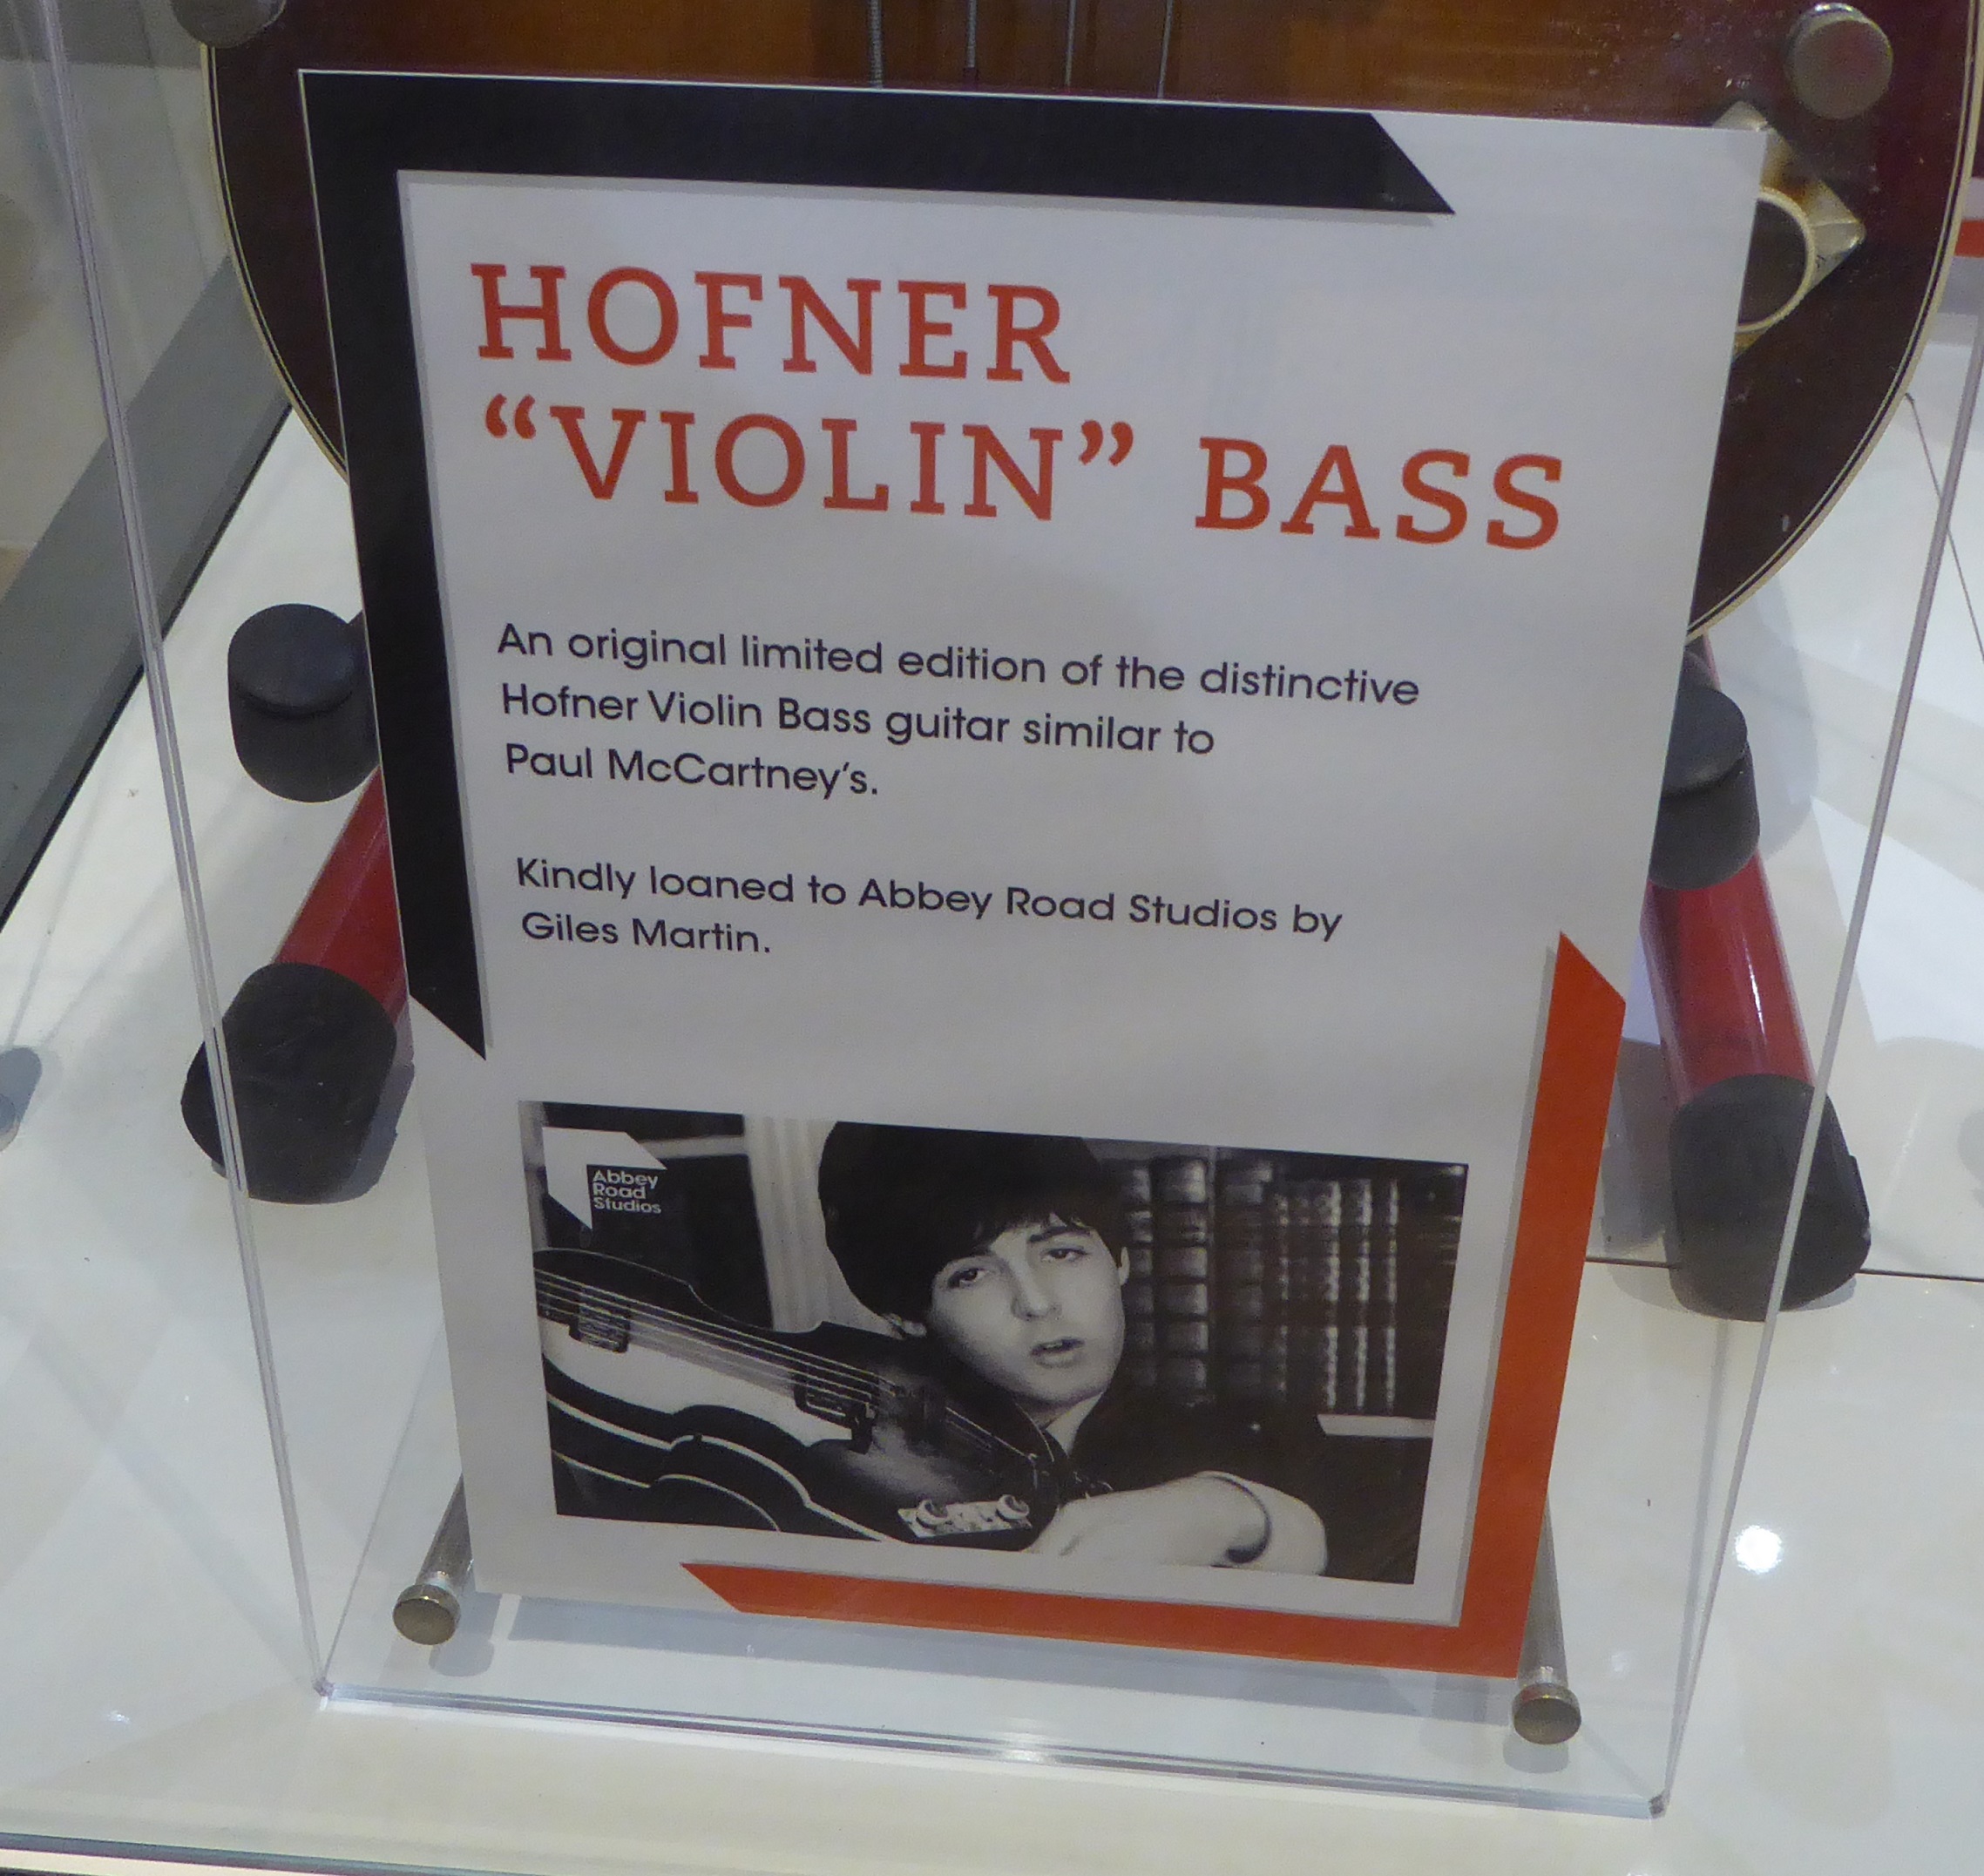 HOFNER
“VIOLIN” BASS
An original limited edition of the distinctive
Hofner Violin Bass guitar similar to
Paul McCartney’s.
Kindly loaned to Abbey Road Studios by
Giles Martin.
Abbey
Road
Studios